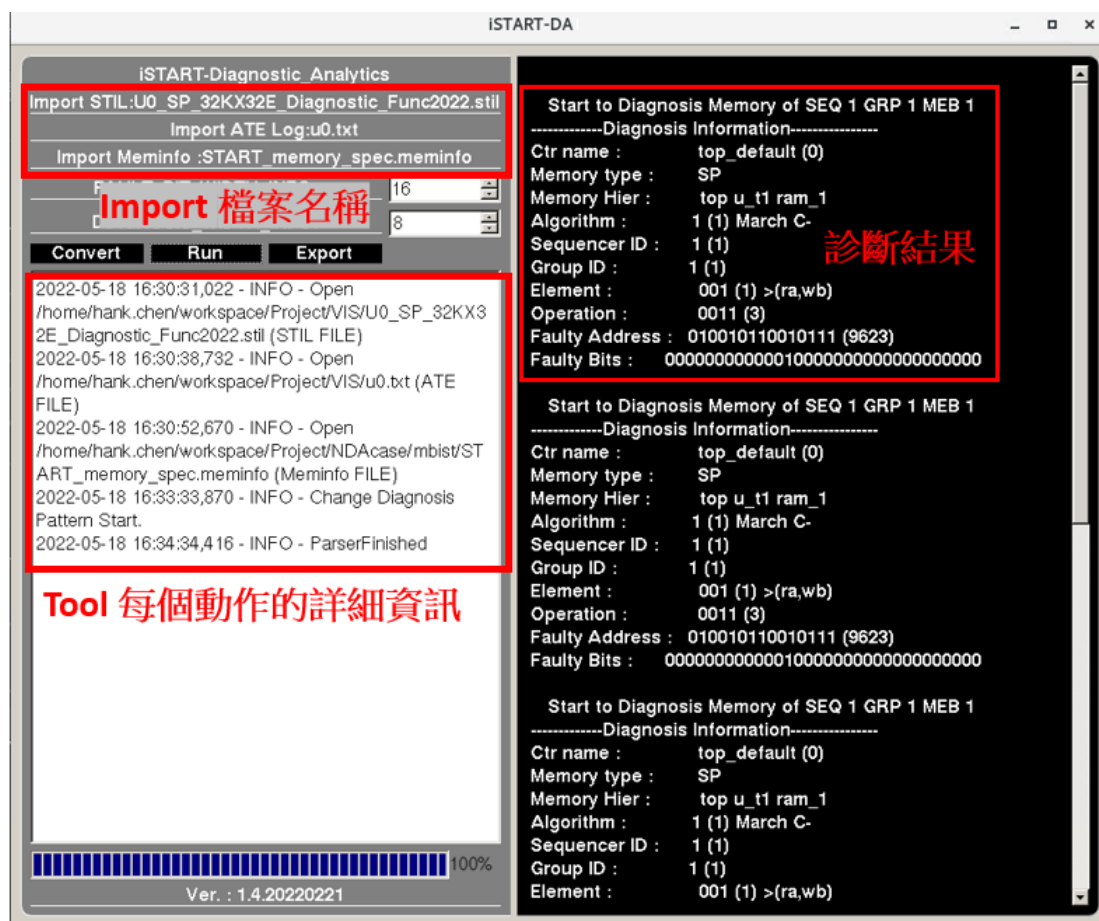 iSTART-DA
iSTART-Diagnostic_Analytics
Import STIL:U0_SP_32KX32E_Diagnostic_Func2022.stil
Import ATE Log:u0.txt
Import Meminfo :START_memory_spec.meminfo
16
Import 檔案名稱
8
Convert Run Export
2022-05-18 16:30:31,022 - INFO - Open
/home/hank.chen/workspace/Project/VIS/U0_SP_32KX3
2E_Diagnostic_Func2022.stil (STIL FILE)
2022-05-18 16:30:38,732 - INFO - Open
/home/hank.chen/workspace/Project/VIS/u0.txt (ATE
FILE)
2022-05-18 16:30:52,670 - INFO - Open
/home/hank.chen/workspace/Project/NDAcase/mbist/ST
ART_memory_spec.meminfo (Meminfo FILE)
2022-05-18 16:33:33,870 - INFO - Change Diagnosis
Pattern Start.
2022-05-18 16:34:34,416 - INFO - ParserFinished
Tool 每個動作的詳細資訊
100%
Ver. : 1.4.20220221
Start to Diagnosis Memory of SEQ 1 GRP 1 MEB 1
-------------Diagnosis Information----------------
Ctr name : top_default (0)
Memory type : SP
Memory Hier : top u_t1 ram_1
Algorithm : 1 (1) March C-
Sequencer ID : 1 (1)
診斷結果
Group ID : 1 (1)
Element : 001 (1) >(ra,wb)
Operation : 0011 (3)
Faulty Address : 010010110010111 (9623)
Faulty Bits : 00000000000010000000000000000000
Start to Diagnosis Memory of SEQ 1 GRP 1 MEB 1
-------------Diagnosis Information----------------
Ctr name : top_default (0)
Memory type : SP
Memory Hier : top u_t1 ram_1
Algorithm : 1 (1) March C-
Sequencer ID : 1 (1)
Group ID : 1 (1)
Element : 001 (1) >(ra,wb)
Operation : 0011 (3)
Faulty Address : 010010110010111 (9623)
Faulty Bits : 00000000000010000000000000000000
Start to Diagnosis Memory of SEQ 1 GRP 1 MEB 1
-------------Diagnosis Information----------------
Ctr name : top_default (0)
Memory type : SP
Memory Hier : top u_t1 ram_1
Algorithm : 1 (1) March C-
Sequencer ID : 1 (1)
Group ID : 1 (1)
Element : 001 (1) >(ra,wb)